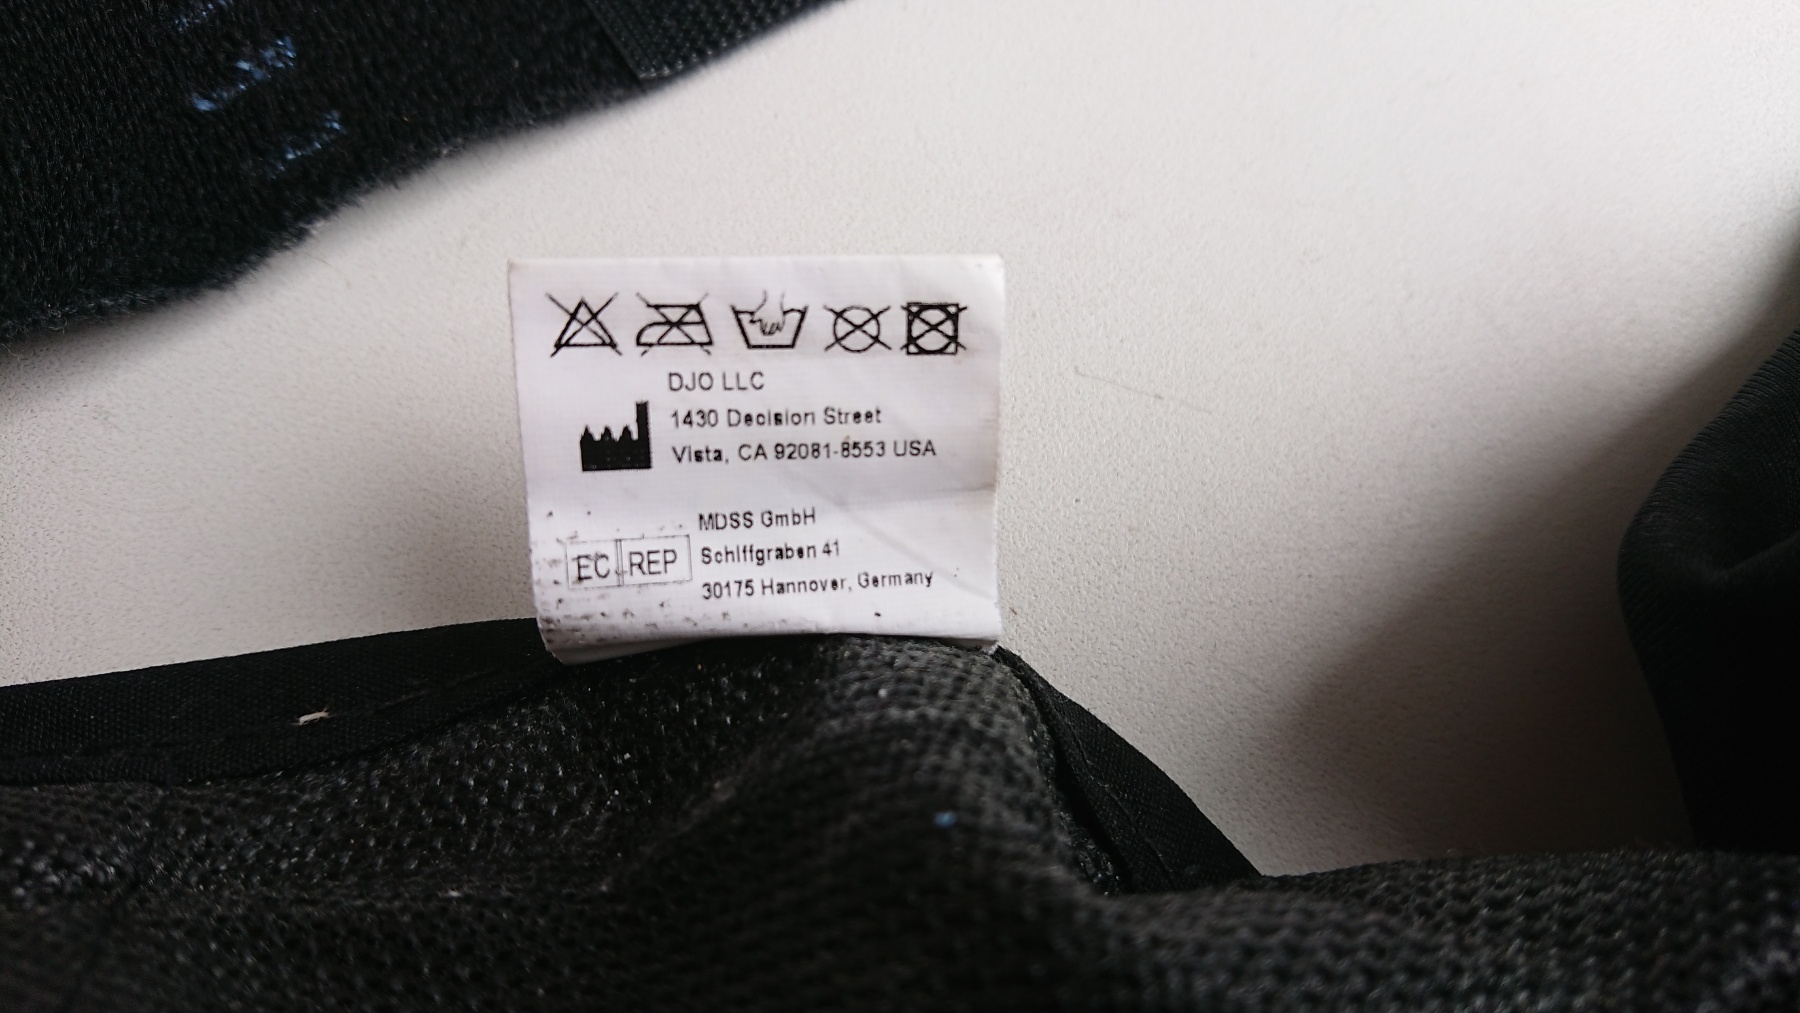 DJO LLC
1430 Decision Street
Vista, CA 92081-8553 USA
MDSS GmbH
EC REP
Schiffgraben 41
30175 Hannover, Germany